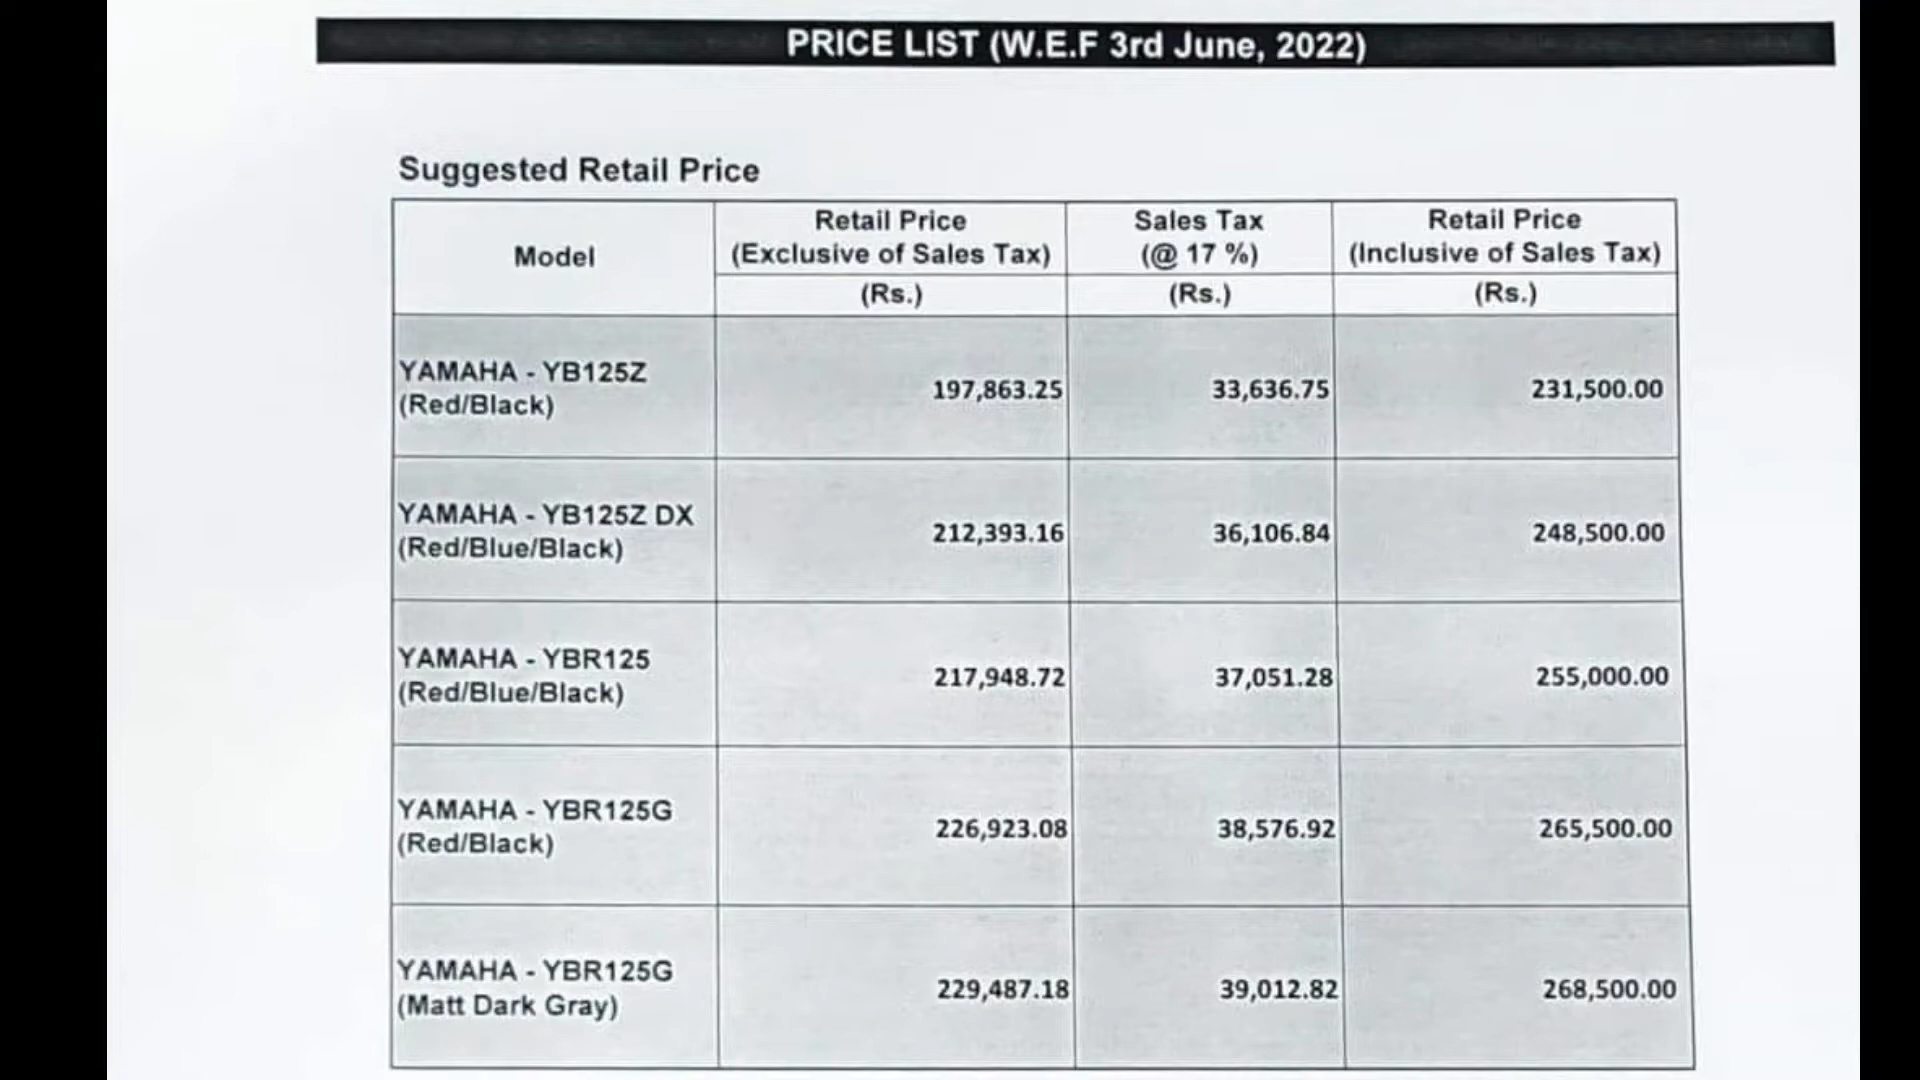 PRICE LIST (W.E.F 3rd June, 2022)
Suggested Retail Price
Model
Retail Price
(Exclusive of Sales Tax)
(Rs.)
Sales Tax
(@ 17 %)
(Rs.)
Retail Price
(Inclusive of Sales Tax)
(Rs.)
YAMAHA - YB125Z
(Red/Black)
197,863.25
33,636.75
231,500.00
YAMAHA - YB125Z DX
(Red/Blue/Black)
212,393.16
36,106.84
248,500.00
YAMAHA - YBR125
(Red/Blue/Black)
217,948.72
37,051.28
255,000.00
YAMAHA - YBR125G
(Red/Black)
226,923.08
38,576.92
265,500.00
YAMAHA - YBR125G
(Matt Dark Gray)
229,487.18
39,012.82
268,500.00